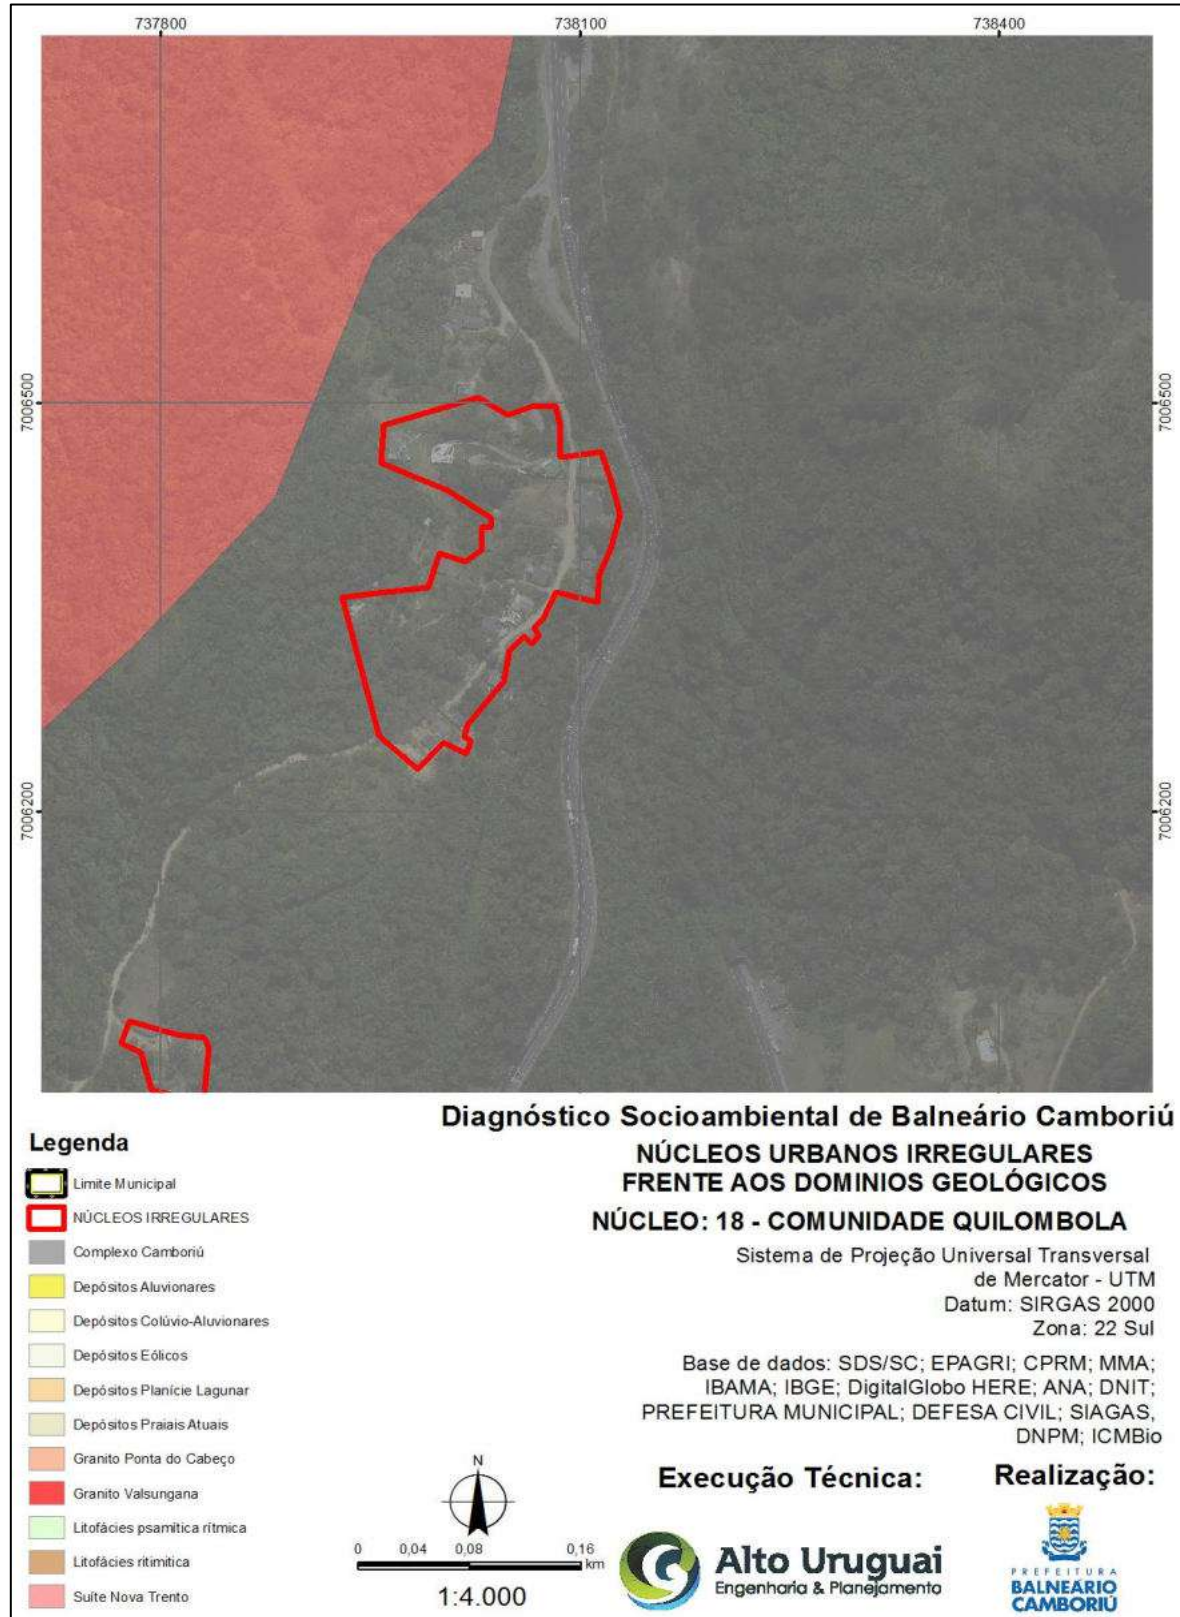 737800
738100
738400
7006500
7006500
7006200
7006200
Diagnóstico Socioambiental de Balneário Camboriú
NÚCLEOS URBANOS IRREGULARES
FRENTE AOS DOMINIOS GEOLÓGICOS
NÚCLEO: 18 - COMUNIDADE QUILOMBOLA
Sistema de Projeção Universal Transversal
de Mercator - UTM
Datum: SIRGAS 2000
Zona: 22 Sul
Base de dados: SDS/SC; EPAGRI; CPRM; MMA;
IBAMA; IBGE; DigitalGlobo HERE; ANA; DNIT;
PREFEITURA MUNICIPAL; DEFESA CIVIL; SIAGAS,
DNPM; ICMBio
Legenda
Limite Municipal
NÚCLEOS IRREGULARES
Complexo Camboriú
Depósitos Aluvionares
Depósitos Colúvio-Aluvionares
Depósitos Eólicos
Depósitos Planície Lagunar
Depósitos Praiais Atuais
Granito Ponta do Cabeço
Granito Valsungana
Litofácies psamítica rítmica
Litofácies ritimitica
Suíte Nova Trento
N
0 0,04 0,08 0,16
km
1:4.000
Execução Técnica:
Alto Uruguai
Engenharia & Planejamento
Realização:
PREFEITURA
BALNEÁRIO
CAMBORIÚ